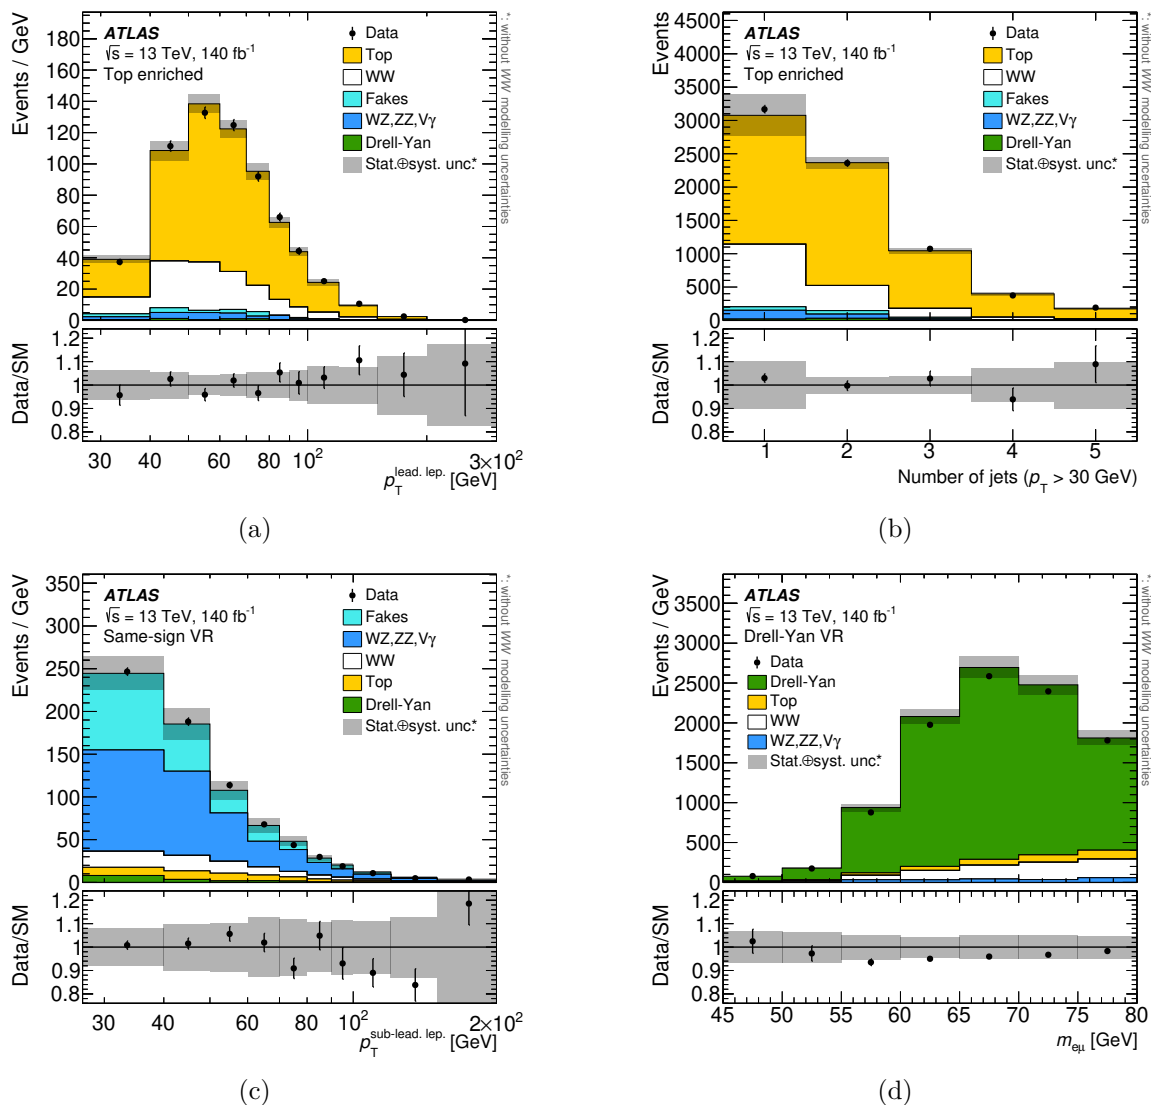 ATLAS
√s = 13 TeV, 140 fb⁻¹
Top enriched
Data
Top
WW
Fakes
WZ,ZZ,Vγ
Drell-Yan
Stat.⊕syst. unc.*
*: without WW modelling uncertainties
Events / GeV
180
160
140
120
100
80
60
40
20
0
Data/SM
1.2
1.1
1
0.9
0.8
30 40 60 80 10² 3×10²
p_T^lead. lep. [GeV]
(a)
ATLAS
√s = 13 TeV, 140 fb⁻¹
Top enriched
Data
Top
WW
Fakes
WZ,ZZ,Vγ
Drell-Yan
Stat.⊕syst. unc.*
*: without WW modelling uncertainties
Events
4500
4000
3500
3000
2500
2000
1500
1000
500
0
Data/SM
1.2
1.1
1
0.9
0.8
1 2 3 4 5
Number of jets (p_T > 30 GeV)
(b)
ATLAS
√s = 13 TeV, 140 fb⁻¹
Same-sign VR
Data
Fakes
WZ,ZZ,Vγ
WW
Top
Drell-Yan
Stat.⊕syst. unc.*
*: without WW modelling uncertainties
Events / GeV
350
300
250
200
150
100
50
0
Data/SM
1.2
1.1
1
0.9
0.8
30 40 60 80 10² 2×10²
p_T^sub-lead. lep. [GeV]
(c)
ATLAS
√s = 13 TeV, 140 fb⁻¹
Drell-Yan VR
Data
Drell-Yan
Top
WW
WZ,ZZ,Vγ
Stat.⊕syst. unc.*
*: without WW modelling uncertainties
Events / GeV
3500
3000
2500
2000
1500
1000
500
0
Data/SM
1.2
1.1
1
0.9
0.8
45 50 55 60 65 70 75 80
m_eμ [GeV]
(d)